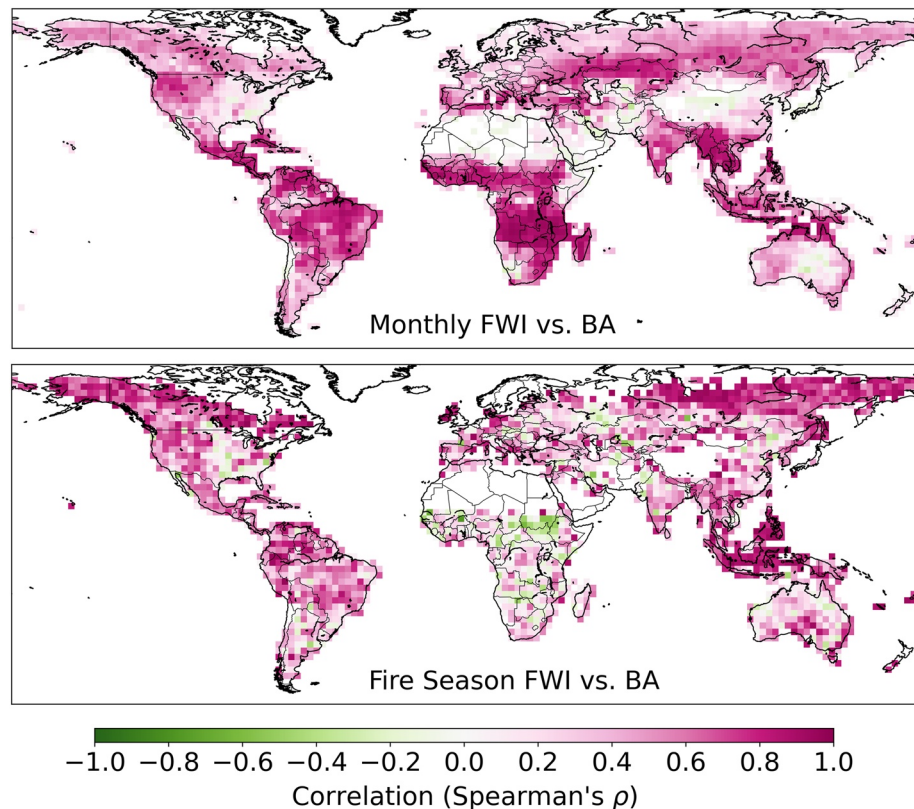 Monthly FWI vs. BA
Fire Season FWI vs. BA
−1.0 −0.8 −0.6 −0.4 −0.2 0.0 0.2 0.4 0.6 0.8 1.0
Correlation (Spearman's ρ)